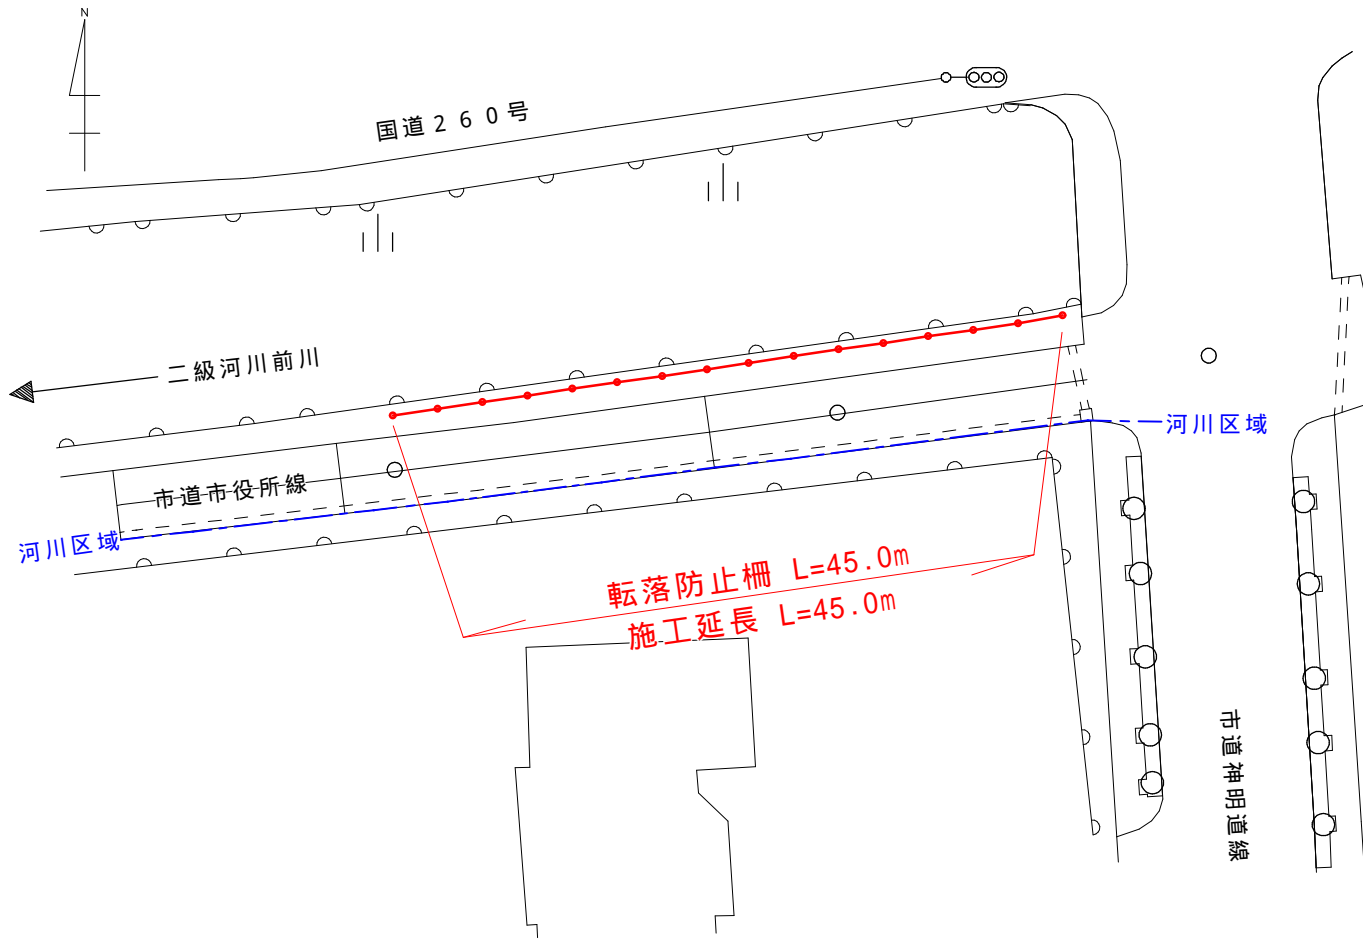 N
国道２６０号
二級河川前川
河川区域
市道市役所線
河川区域
転落防止柵 L=45.0m
施工延長 L=45.0m
市道神明道線